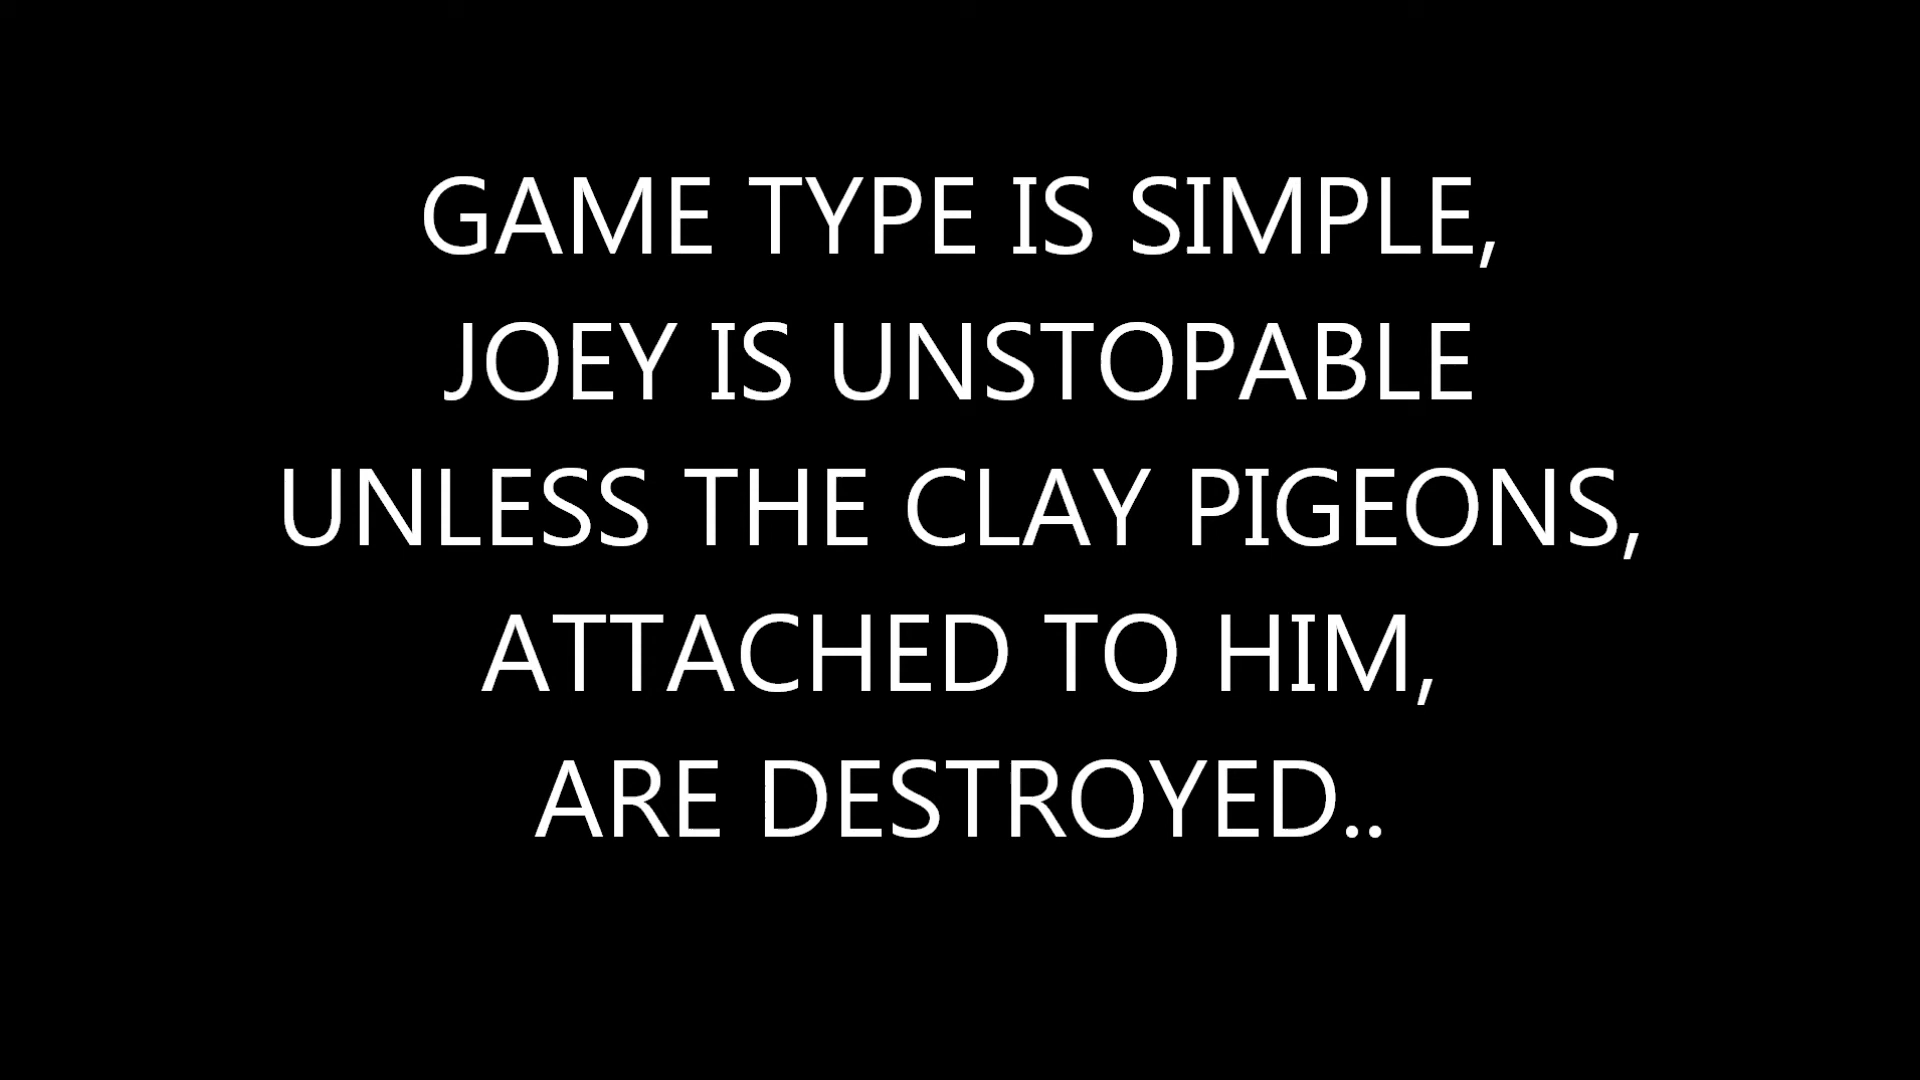 GAME TYPE IS SIMPLE,
JOEY IS UNSTOPABLE
UNLESS THE CLAY PIGEONS,
ATTACHED TO HIM,
ARE DESTROYED..